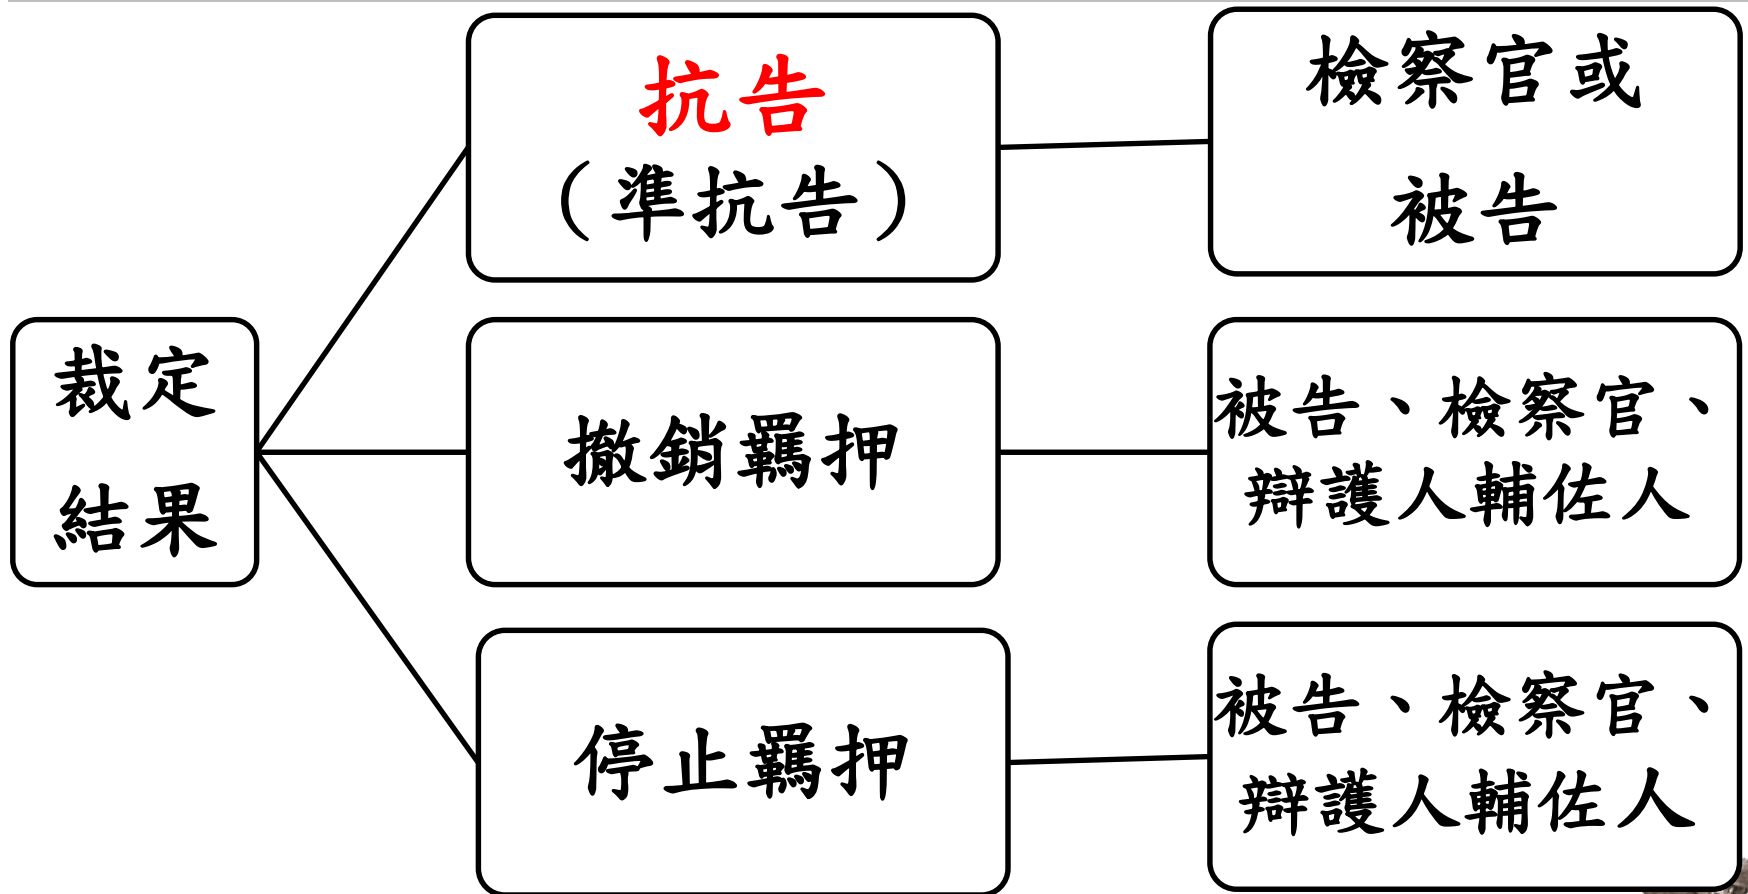 裁定
結果
抗告
（準抗告）
檢察官或
被告
撤銷羈押
被告、檢察官、
辯護人輔佐人
停止羈押
被告、檢察官、
辯護人輔佐人